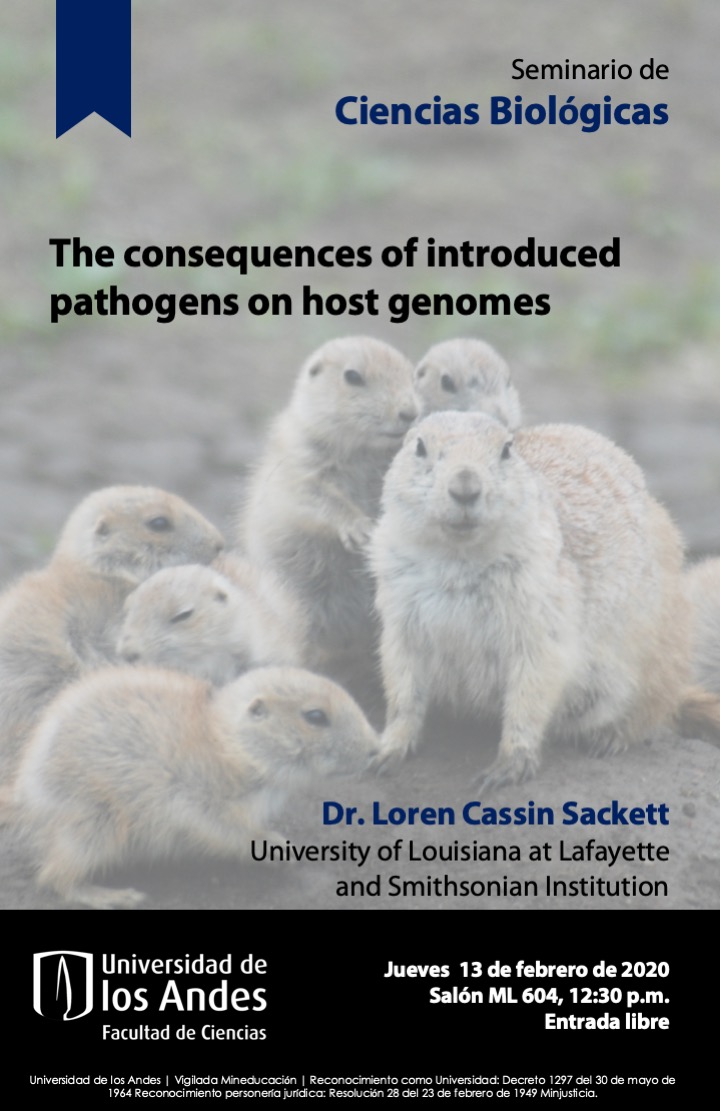 Seminario de
Ciencias Biológicas
The consequences of introduced
pathogens on host genomes
Dr. Loren Cassin Sackett
University of Louisiana at Lafayette
and Smithsonian Institution
Universidad de
los Andes
Facultad de Ciencias
Jueves 13 de febrero de 2020
Salón ML 604, 12:30 p.m.
Entrada libre
Universidad de los Andes | Vigilada Mineducación | Reconocimiento como Universidad: Decreto 1297 del 30 de mayo de
1964 Reconocimiento personería jurídica: Resolución 28 del 23 de febrero de 1949 Minjusticia.